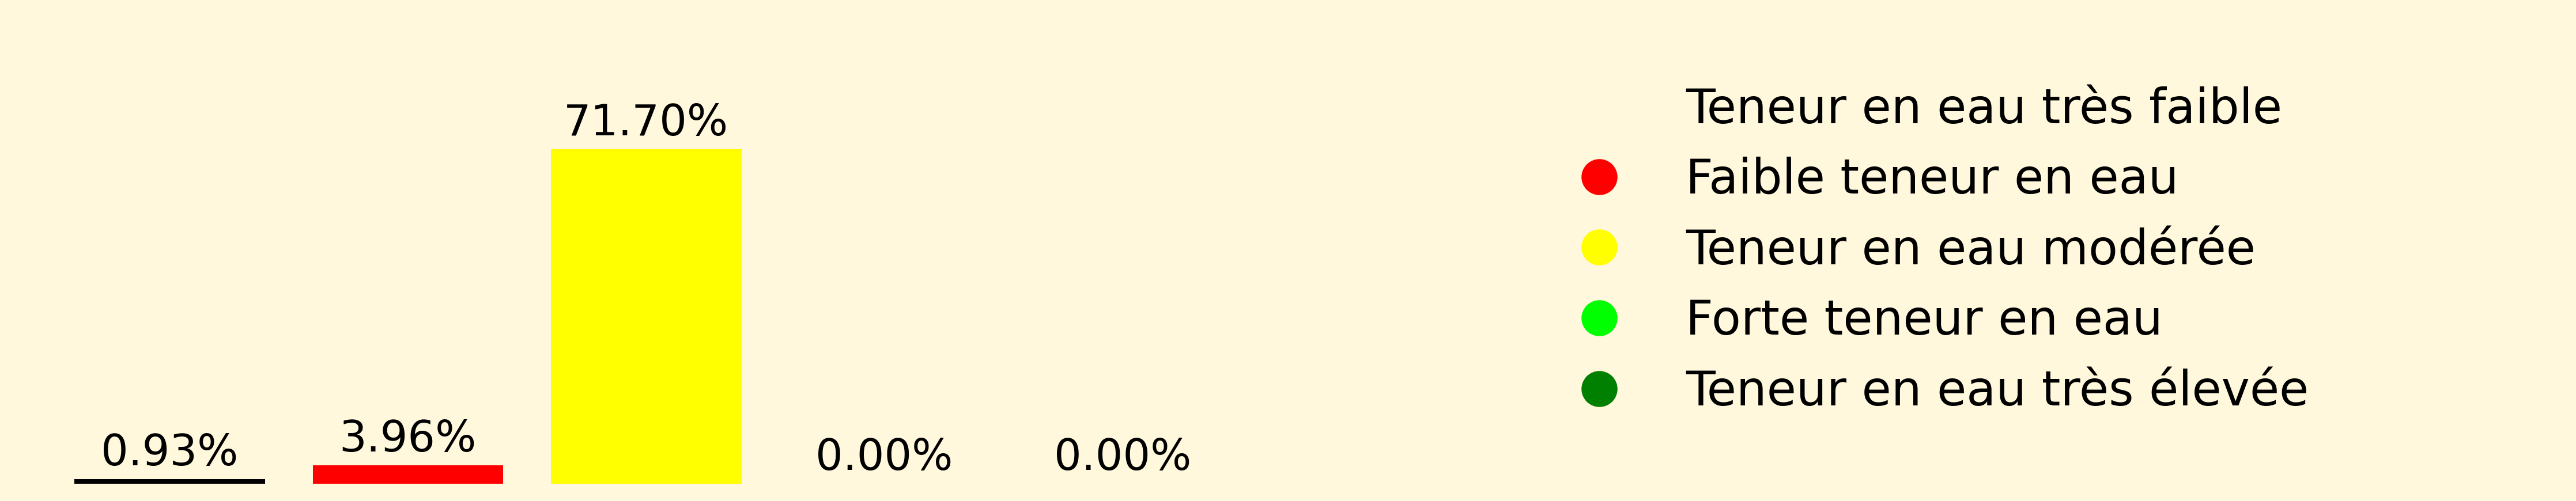 71.70%
0.93%
3.96%
0.00%
0.00%
Teneur en eau très faible
Faible teneur en eau
Teneur en eau modérée
Forte teneur en eau
Teneur en eau très élevée